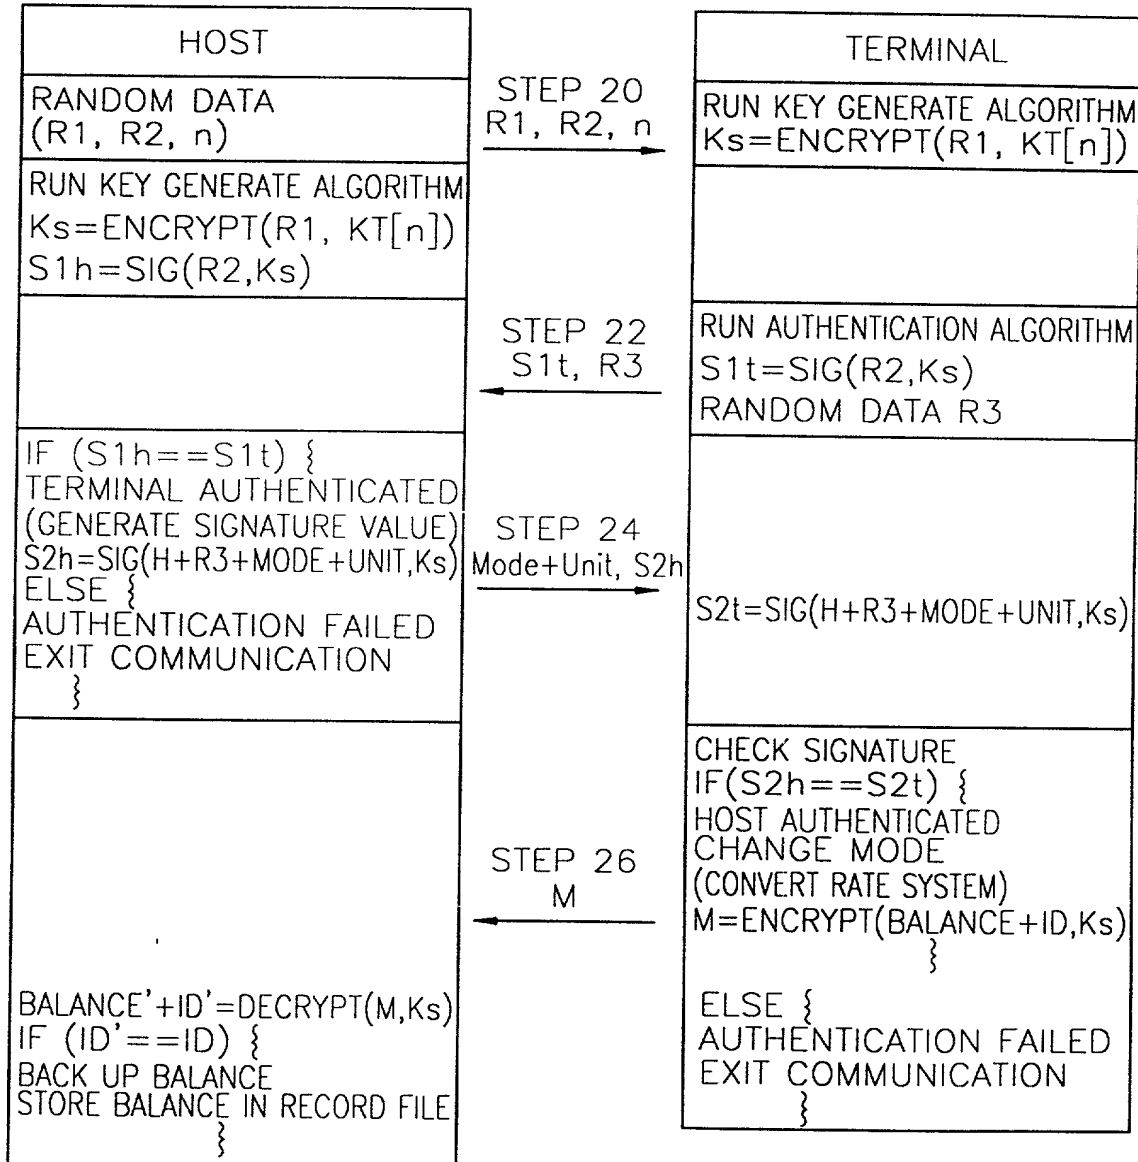 HOST
TERMINAL
RANDOM DATA
(R1, R2, n)
STEP 20
R1, R2, n
RUN KEY GENERATE ALGORITHM
Ks=ENCRYPT(R1, KT[n])
RUN KEY GENERATE ALGORITHM
Ks=ENCRYPT(R1, KT[n])
S1h=SIG(R2,Ks)
STEP 22
S1t, R3
RUN AUTHENTICATION ALGORITHM
S1t=SIG(R2,Ks)
RANDOM DATA R3
IF (S1h==S1t) {
TERMINAL AUTHENTICATED
(GENERATE SIGNATURE VALUE)
S2h=SIG(H+R3+MODE+UNIT,Ks)
ELSE {
AUTHENTICATION FAILED
EXIT COMMUNICATION
}
STEP 24
Mode+Unit, S2h
S2t=SIG(H+R3+MODE+UNIT,Ks)
CHECK SIGNATURE
IF(S2h==S2t) {
HOST AUTHENTICATED
CHANGE MODE
(CONVERT RATE SYSTEM)
M=ENCRYPT(BALANCE+ID,Ks)
}
ELSE {
AUTHENTICATION FAILED
EXIT COMMUNICATION
}
STEP 26
M
BALANCE'+ID'=DECRYPT(M,Ks)
IF (ID'==ID) {
BACK UP BALANCE
STORE BALANCE IN RECORD FILE
}